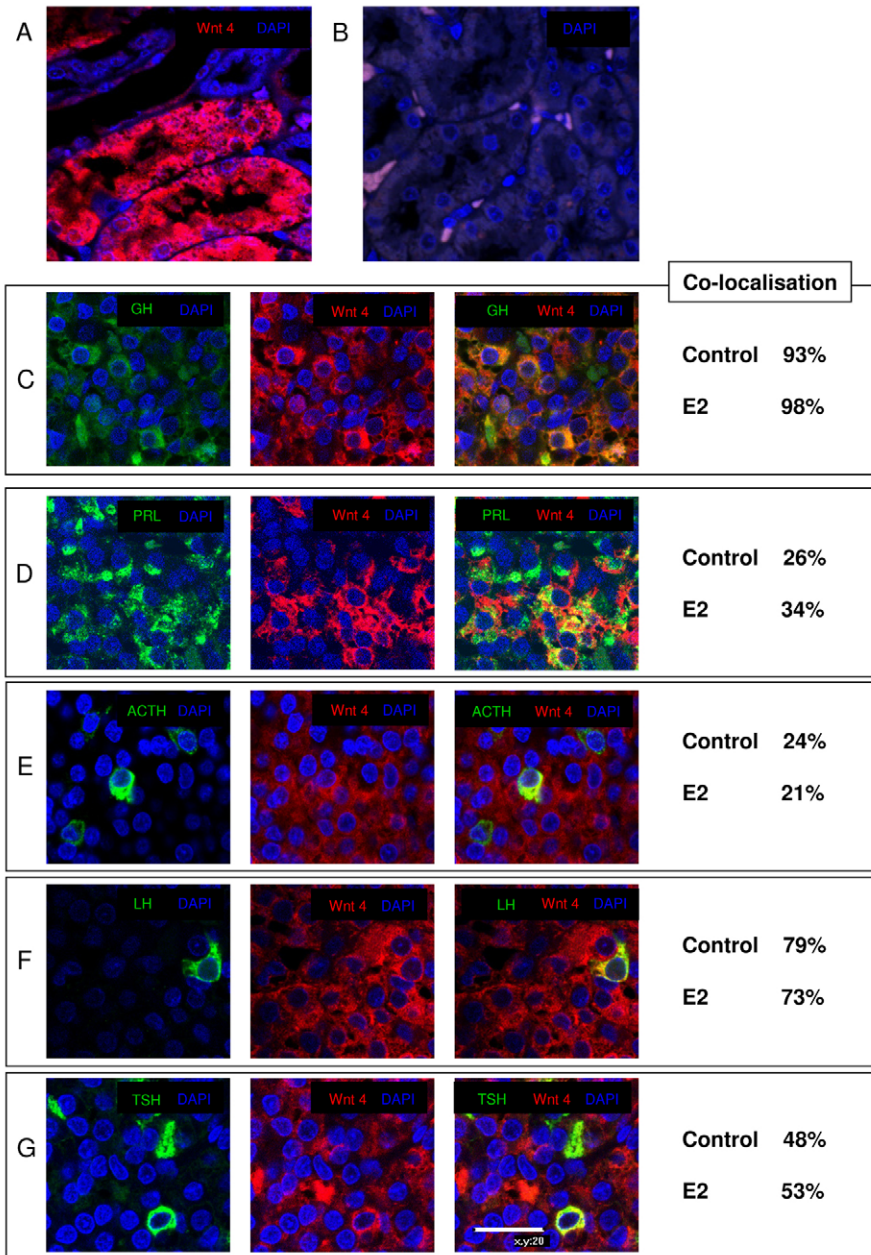 A Wnt 4 DAPI B DAPI
Co-localisation
C GH DAPI Wnt 4 DAPI GH Wnt 4 DAPI
Control 93%
E2 98%
D PRL DAPI Wnt 4 DAPI PRL Wnt 4 DAPI
Control 26%
E2 34%
E ACTH DAPI Wnt 4 DAPI ACTH Wnt 4 DAPI
Control 24%
E2 21%
F LH DAPI Wnt 4 DAPI LH Wnt 4 DAPI
Control 79%
E2 73%
G TSH DAPI Wnt 4 DAPI TSH Wnt 4 DAPI
Control 48%
E2 53%
x,y:20